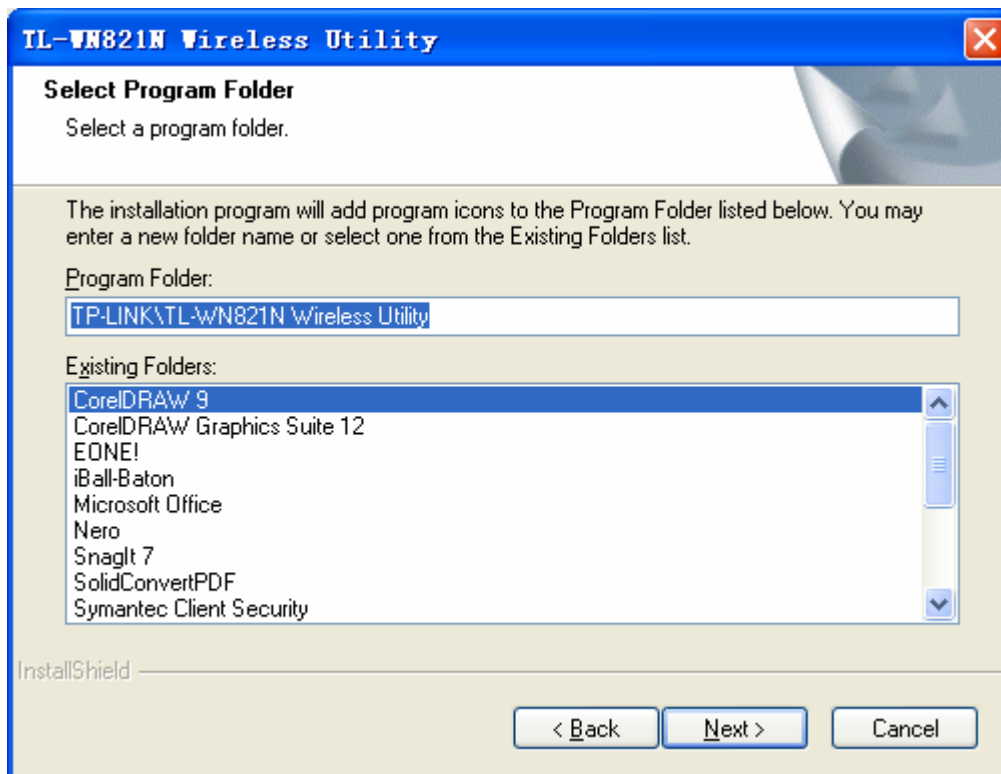 TL-WN821N Wireless Utility
Select Program Folder
Select a program folder.
The installation program will add program icons to the Program Folder listed below. You may
enter a new folder name or select one from the Existing Folders list.
Program Folder:
TP-LINK\TL-WN821N Wireless Utility
Existing Folders:
CorelDRAW 9
CorelDRAW Graphics Suite 12
EONE!
iBall-Baton
Microsoft Office
Nero
SnagIt 7
SolidConvertPDF
Symantec Client Security
InstallShield
< Back Next > Cancel